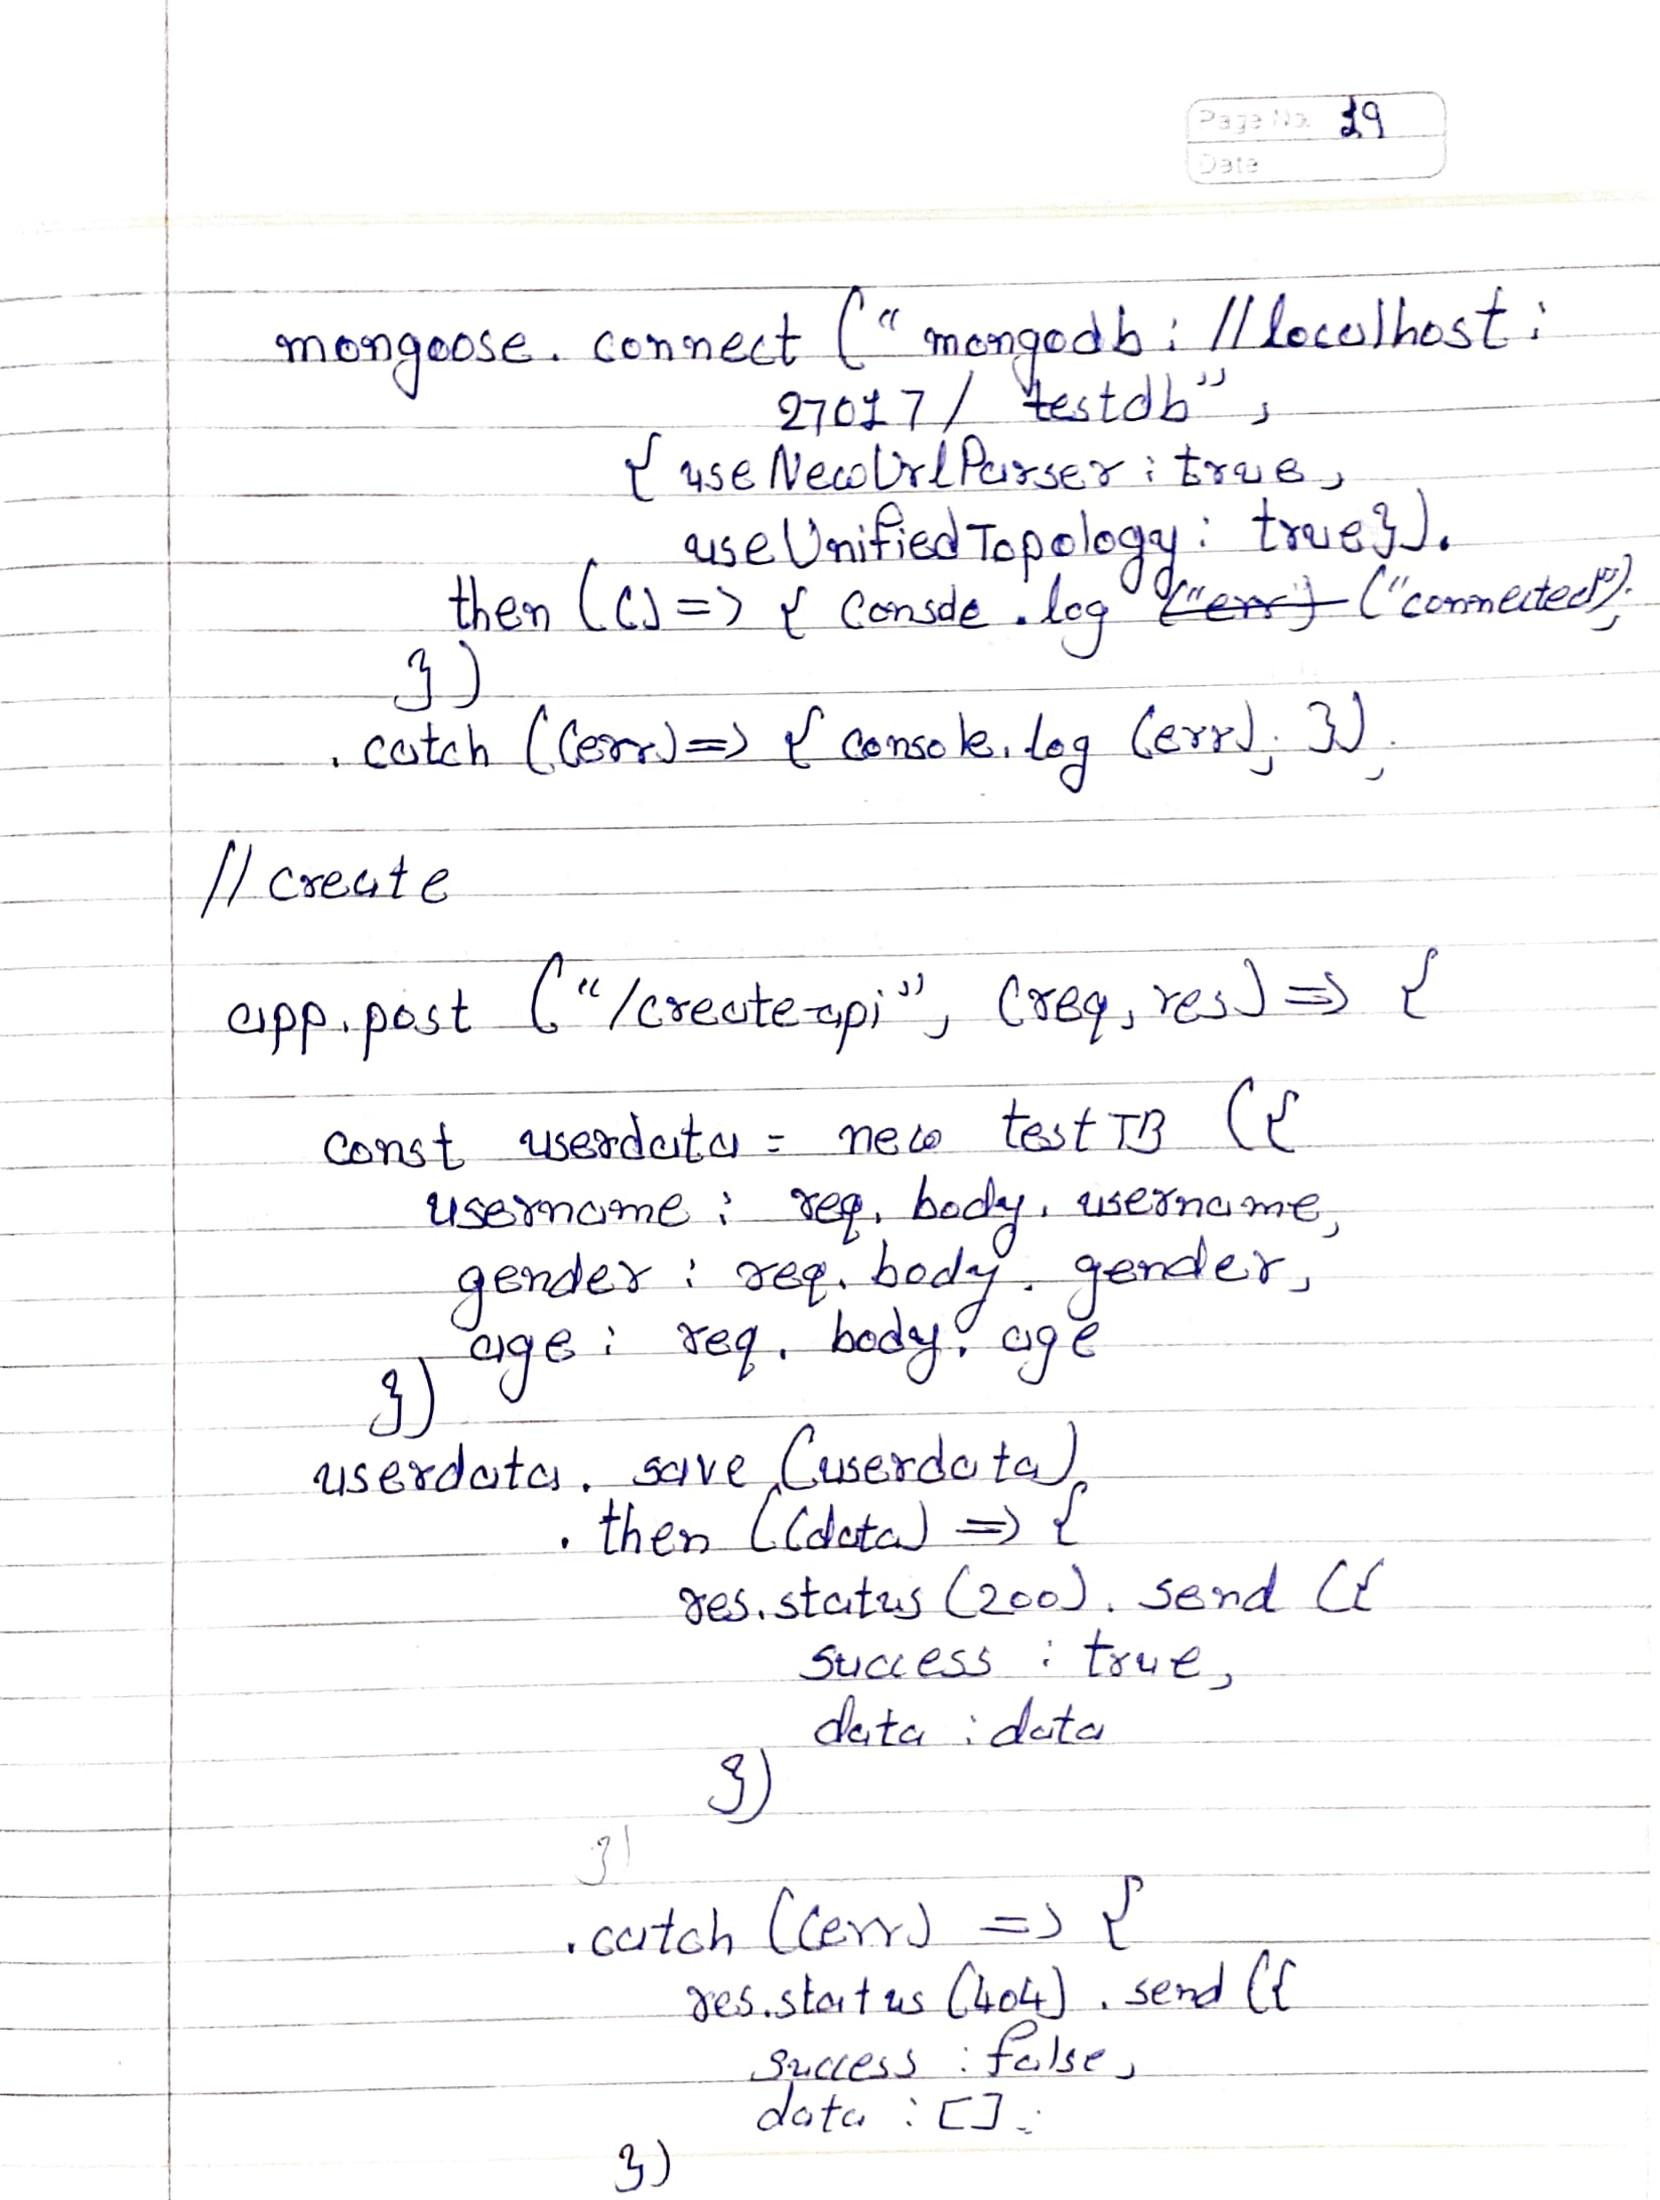 Page No. 19
Date
mongoose. connect ("mongodb://localhost:
27017/ testdb",
{ useNewUrlParser: true,
useUnifiedTopology: true}).
then (()=> { console.log ("err") ("connected");
})
.catch ((err)=> { console.log (err); });
// create
app.post ("/create-api", (req, res) => {
const userdata = new testTB ({
username: req. body. username,
gender: req. body. gender,
age: req. body. age
})
userdata. save (userdata)
. then ((data) => {
res.status (200). send ({
success : true,
data : data
})
})
.catch ((err) => {
res.status (404). send ({
success : false,
data : [].
})